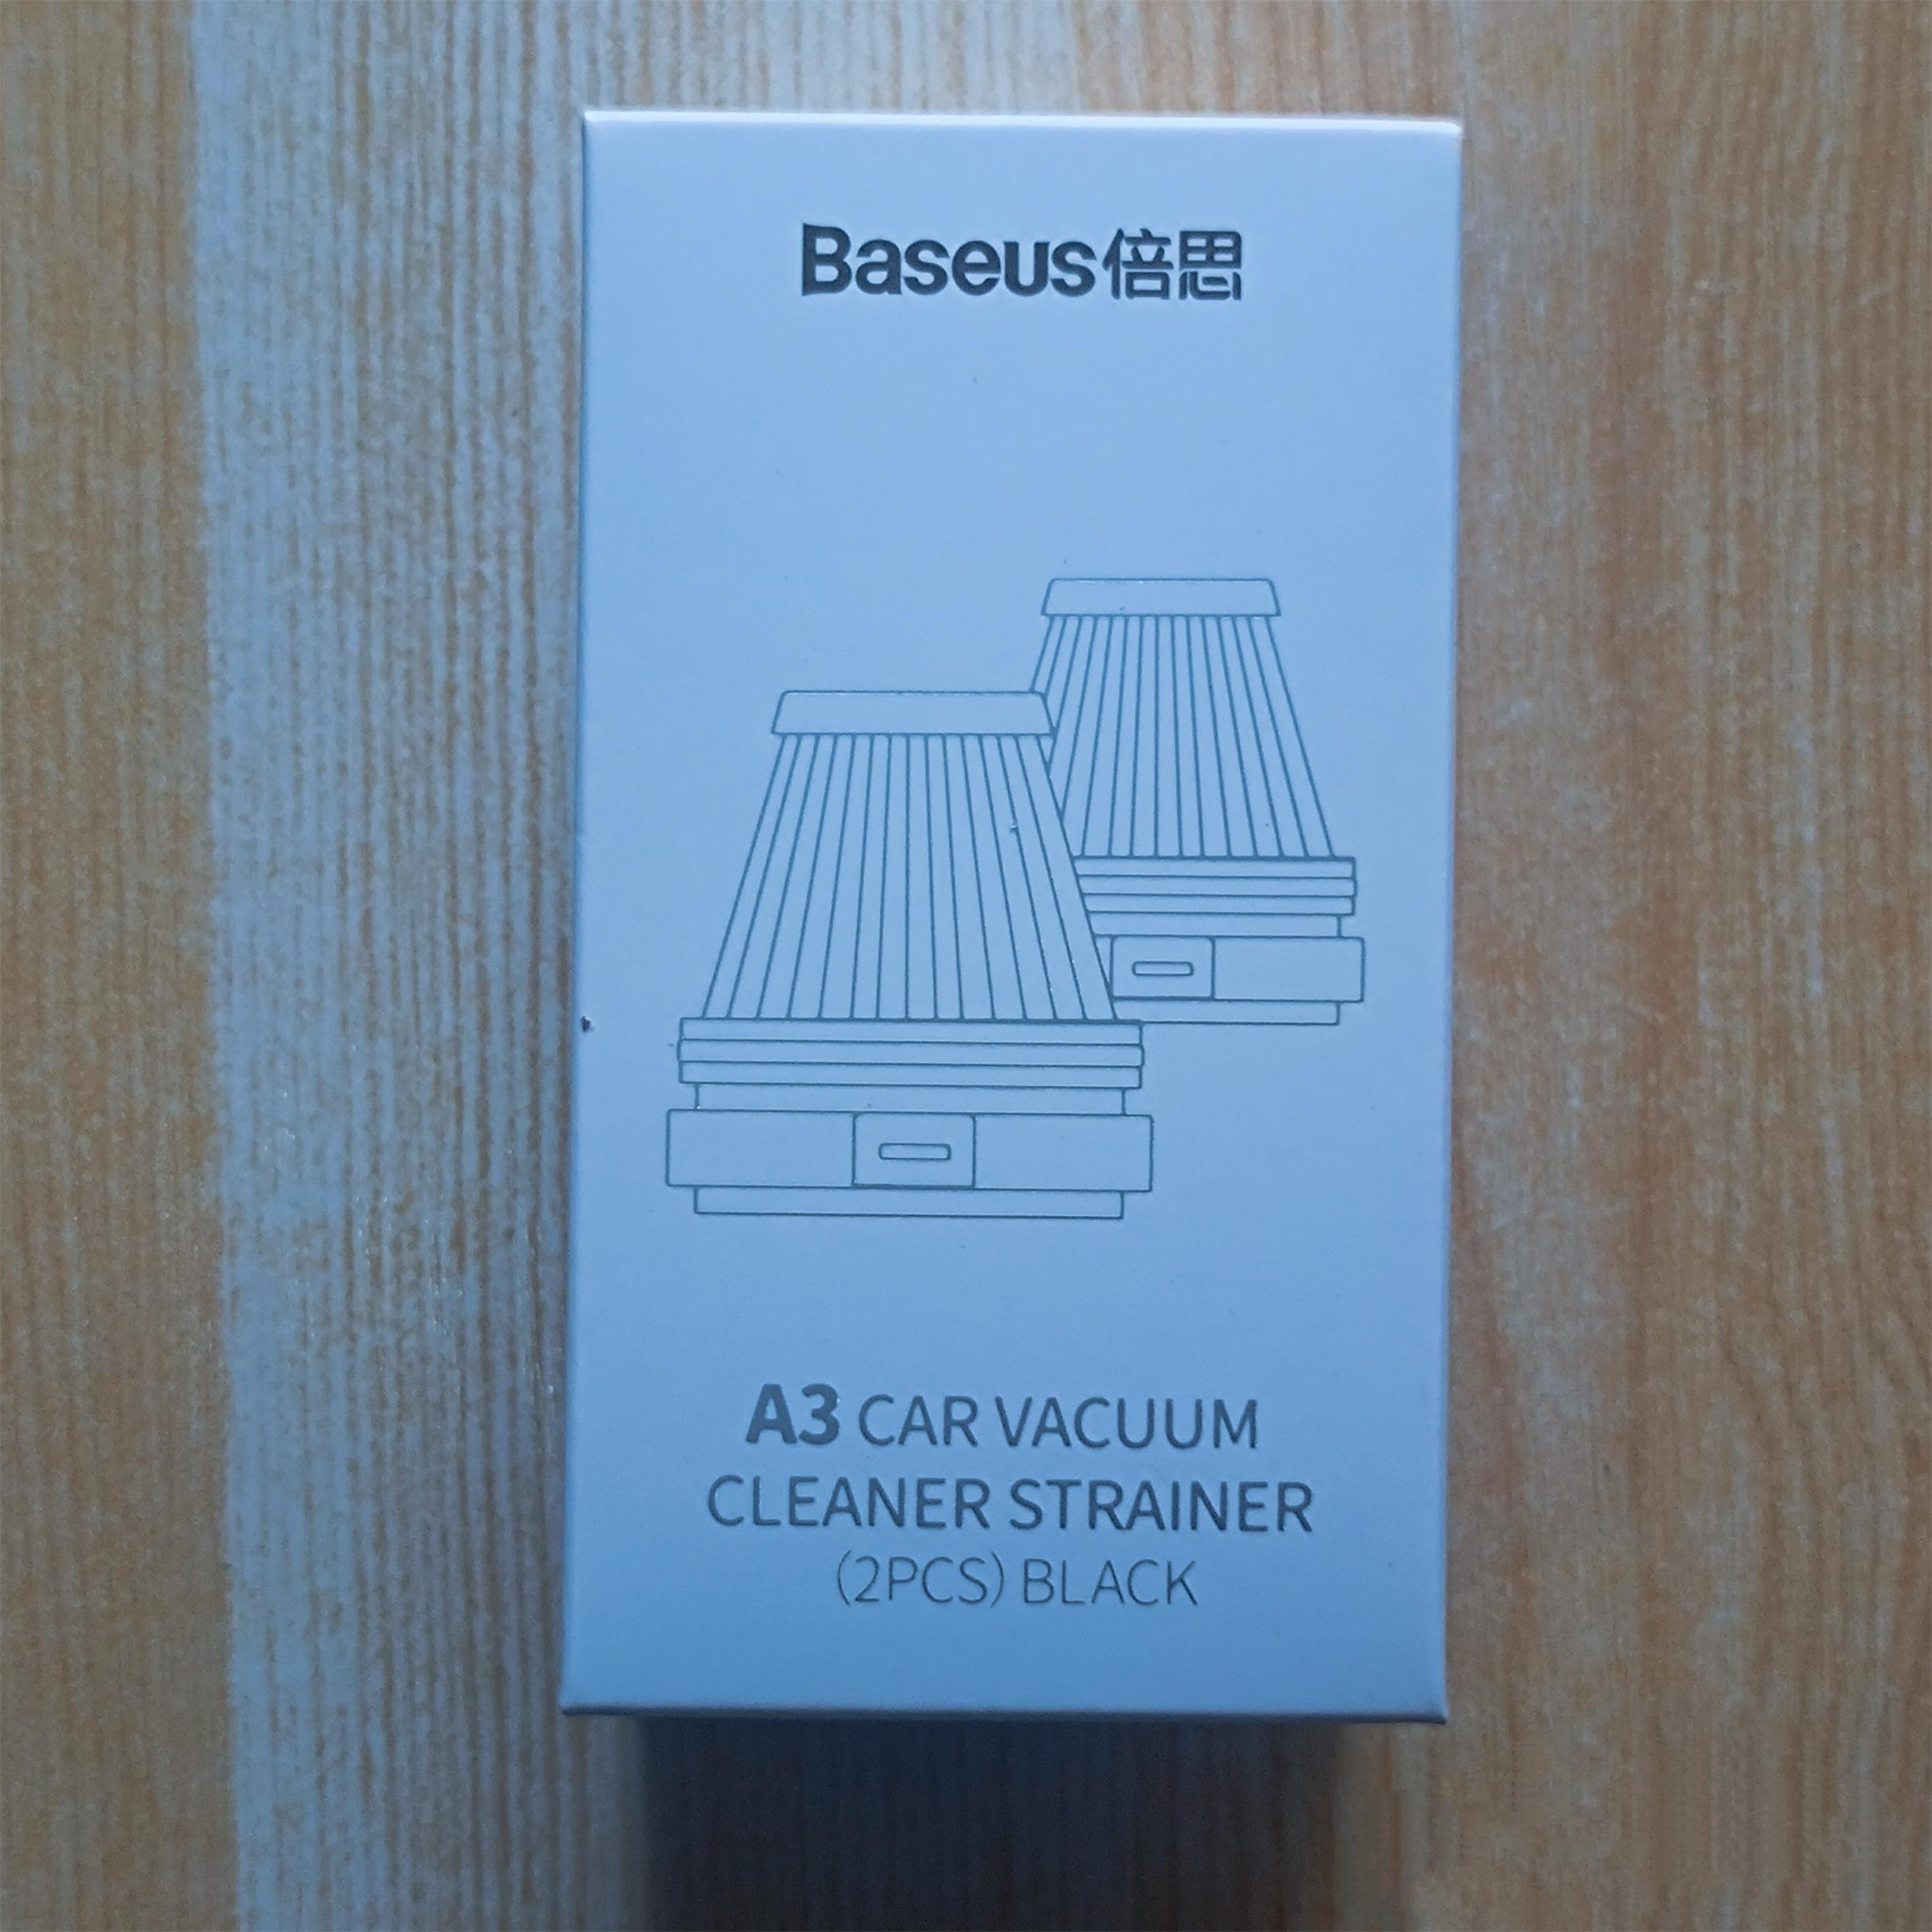 Baseus倍思
A3 CAR VACUUM
CLEANER STRAINER
(2PCS) BLACK